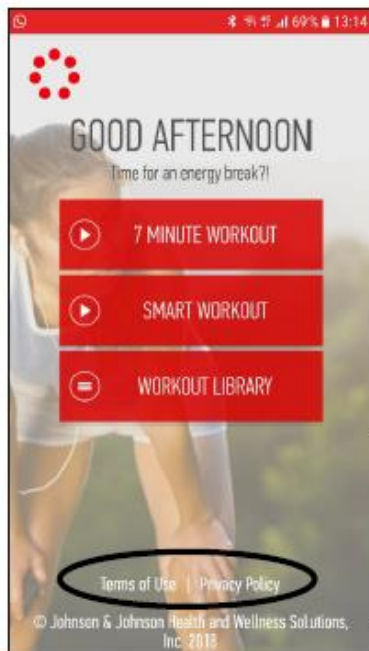 69% 13:14
GOOD AFTERNOON
Time for an energy break?!
7 MINUTE WORKOUT
SMART WORKOUT
WORKOUT LIBRARY
Terms of Use | Privacy Policy
© Johnson & Johnson Health and Wellness Solutions,
Inc. 2018